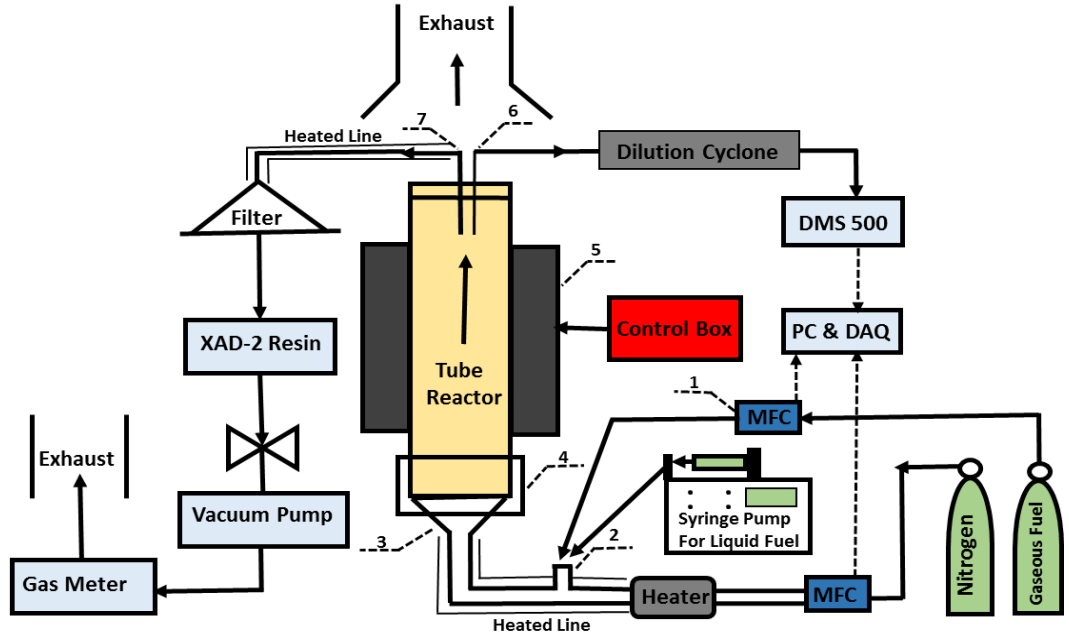 Exhaust
7
6
Heated Line
Dilution Cyclone
Filter
DMS 500
5
Control Box
PC & DAQ
XAD-2 Resin
Tube
Reactor
1
MFC
Exhaust
4
Vacuum Pump
Syringe Pump
For Liquid Fuel
3
2
Nitrogen
Gaseous Fuel
Gas Meter
Heater
MFC
Heated Line